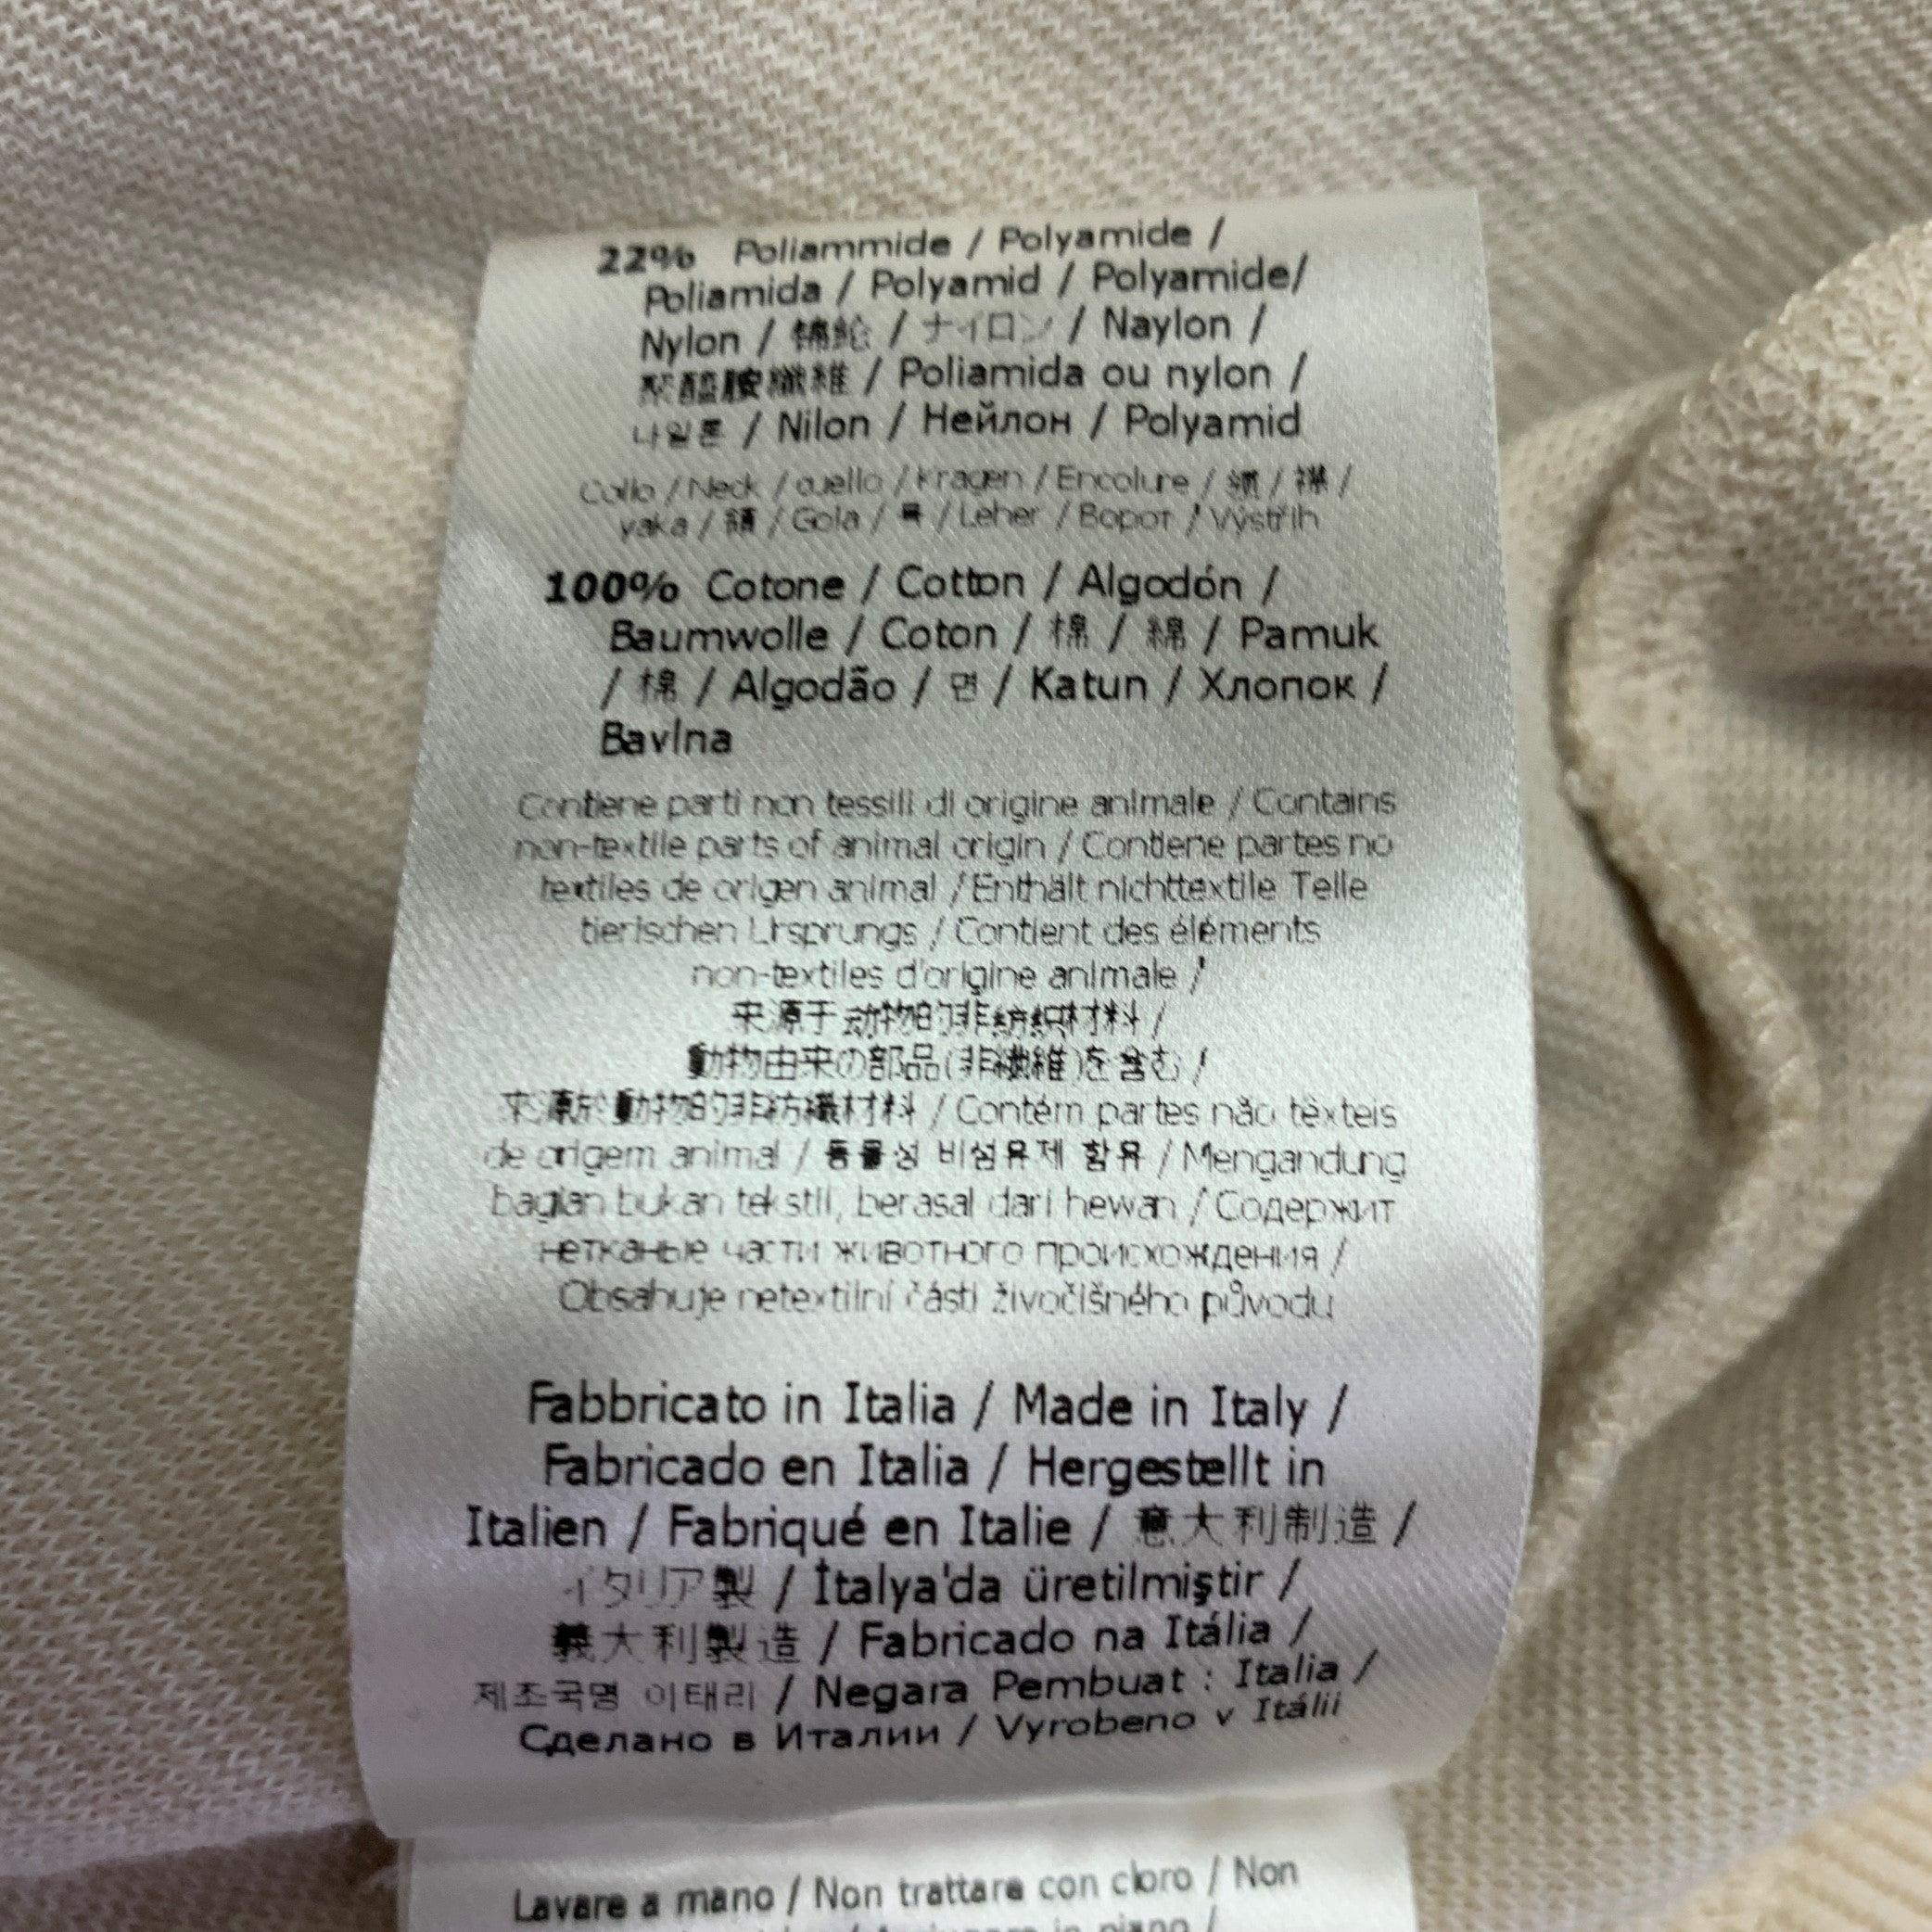 22% Poliammide / Polyamide /
Poliamida / Polyamid / Polyamide/
Nylon / 锦纶 / ナイロン / Naylon /
聚醯胺纖維 / Poliamida ou nylon /
나일론 / Nilon / Нейлон / Polyamid
Collo / Neck / cuello / Kragen / Encolure / 领 / 襟 /
yaka / 領 / Gola / 목 / Leher / Ворот / Výstřih
100% Cotone / Cotton / Algodón /
Baumwolle / Coton / 棉 / 綿 / Pamuk
/ 棉 / Algodão / 면 / Katun / Хлопок /
Bavlna
Contiene parti non tessili di origine animale / Contains
non-textile parts of animal origin / Contiene partes no
textiles de origen animal / Enthält nichttextile Teile
tierischen Ursprungs / Contient des éléments
non-textiles d'origine animale /
来源于动物的非纺织材料 /
動物由来の部品(非繊維)を含む /
來源於動物的非紡織材料 / Contém partes não têxteis
de origem animal / 동물성 비섬유제 함유 / Mengandung
bagian bukan tekstil, berasal dari hewan / Содержит
нетканые части животного происхождения /
Obsahuje netextilní části živočišného původu
Fabbricato in Italia / Made in Italy /
Fabricado en Italia / Hergestellt in
Italien / Fabriqué en Italie / 意大利制造 /
イタリア製 / İtalya'da üretilmiştir /
義大利製造 / Fabricado na Itália /
제조국명 이태리 / Negara Pembuat : Italia /
Сделано в Италии / Vyrobeno v Itálii
Lavare a mano / Non trattare con cloro / Non
in piano /